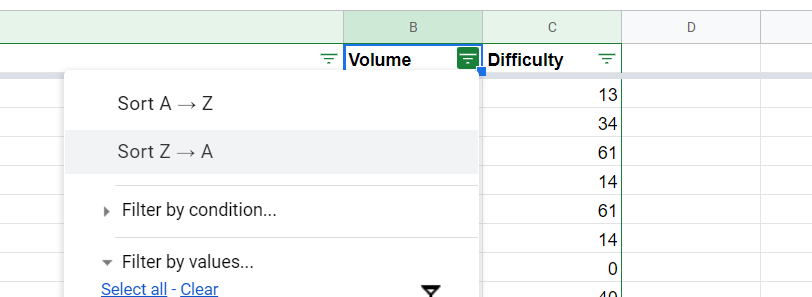 B C D
Volume Difficulty
13
Sort A → Z
34
Sort Z → A
61
14
Filter by condition...
61
14
Filter by values...
0
Select all - Clear
40